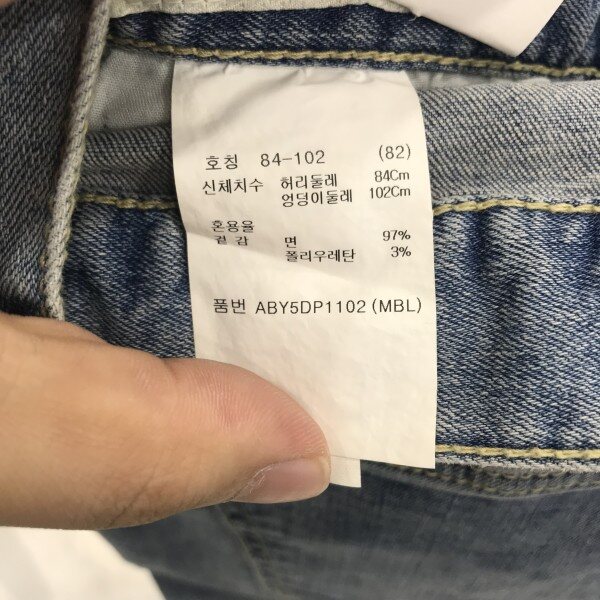 호칭 84-102 (82)
신체치수 허리둘레 84Cm
엉덩이둘레 102Cm
혼용율
겉감 면 97%
폴리우레탄 3%
품번 ABY5DP1102 (MBL)